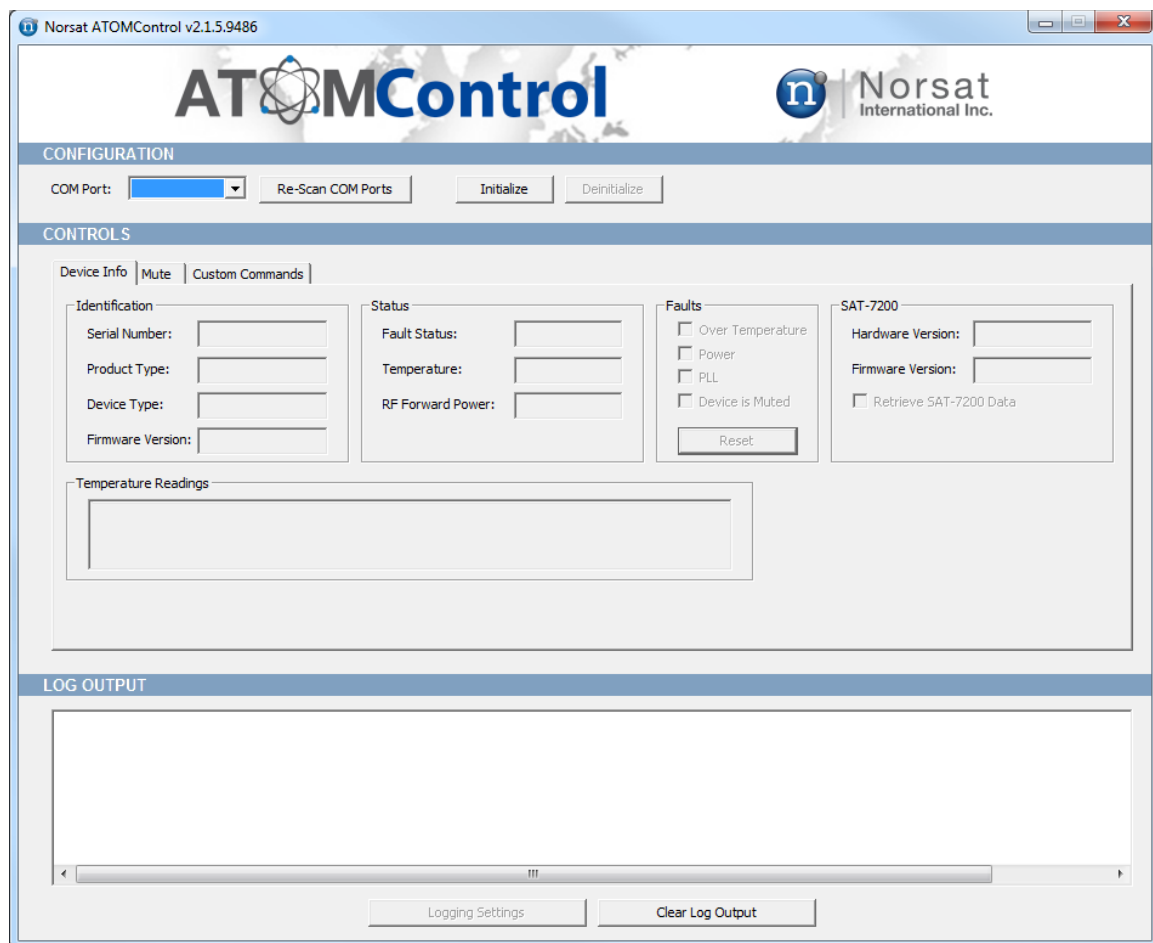 Norsat ATOMControl v2.1.5.9486
ATOMControl
n Norsat
International Inc.
CONFIGURATION
COM Port: Re-Scan COM Ports Initialize Deinitialize
CONTROLS
Device Info Mute Custom Commands
Identification
Serial Number:
Product Type:
Device Type:
Firmware Version:
Status
Fault Status:
Temperature:
RF Forward Power:
Faults
Over Temperature
Power
PLL
Device is Muted
Reset
SAT-7200
Hardware Version:
Firmware Version:
Retrieve SAT-7200 Data
Temperature Readings
LOG OUTPUT
Logging Settings Clear Log Output